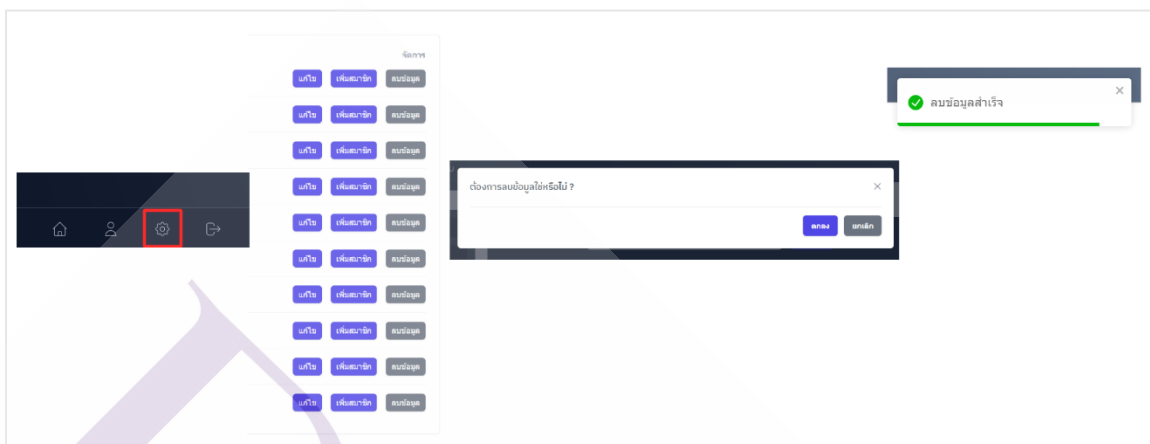 จัดการ
แก้ไข เพิ่มสมาชิก ลบข้อมูล
แก้ไข เพิ่มสมาชิก ลบข้อมูล
แก้ไข เพิ่มสมาชิก ลบข้อมูล
แก้ไข เพิ่มสมาชิก ลบข้อมูล
แก้ไข เพิ่มสมาชิก ลบข้อมูล
แก้ไข เพิ่มสมาชิก ลบข้อมูล
แก้ไข เพิ่มสมาชิก ลบข้อมูล
แก้ไข เพิ่มสมาชิก ลบข้อมูล
แก้ไข เพิ่มสมาชิก ลบข้อมูล
แก้ไข เพิ่มสมาชิก ลบข้อมูล
ต้องการลบข้อมูลใช่หรือไม่ ?
ตกลง ยกเลิก
ลบข้อมูลสำเร็จ